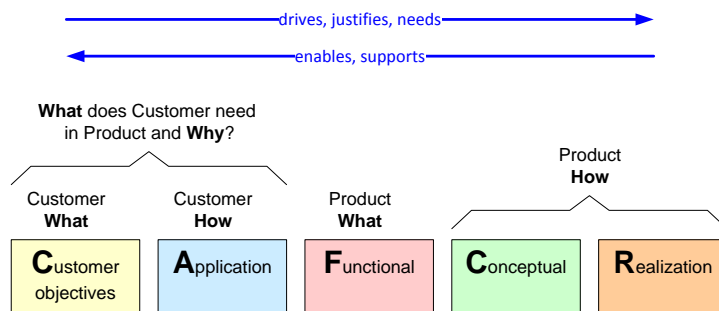 drives, justifies, needs
enables, supports
What does Customer need
in Product and Why?
Product
How
Customer
What
Customer
How
Product
What
Customer
objectives
Application
Functional
Conceptual
Realization